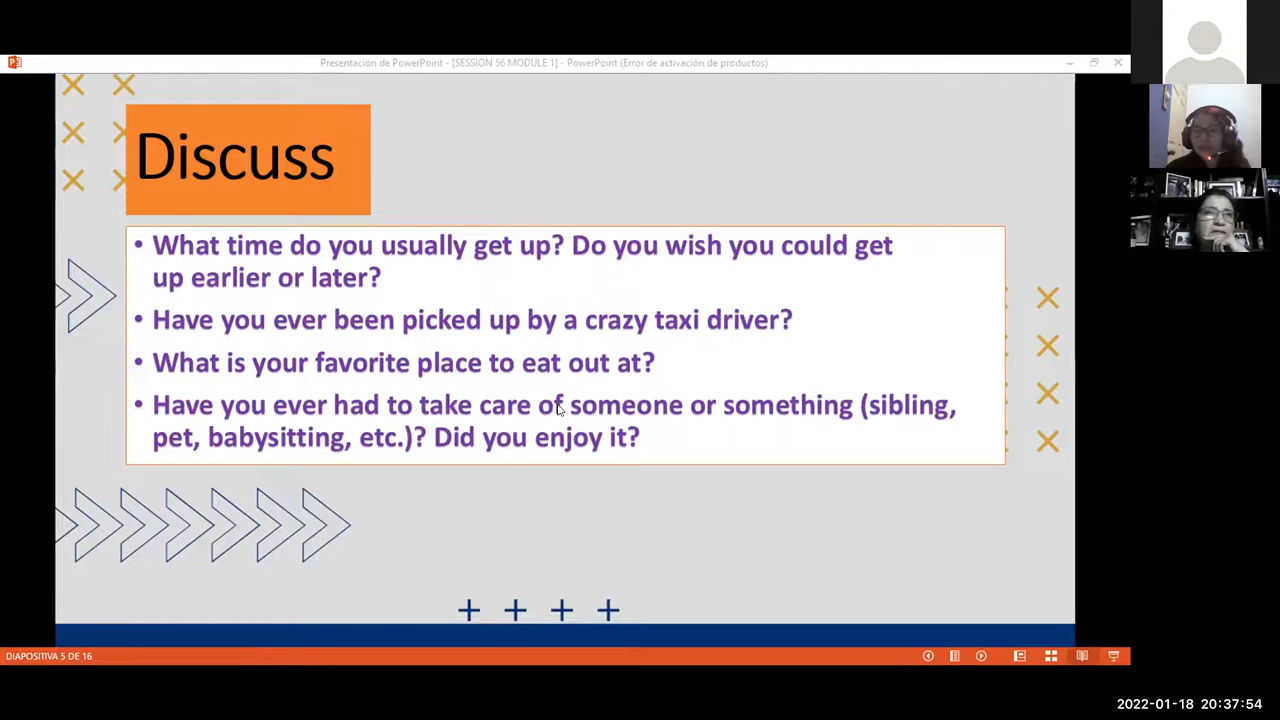 Presentación de PowerPoint - [SESSION 56 MODULE 1] - PowerPoint (Error de activación de productos)
Discuss
• What time do you usually get up? Do you wish you could get
up earlier or later?
• Have you ever been picked up by a crazy taxi driver?
• What is your favorite place to eat out at?
• Have you ever had to take care of someone or something (sibling,
pet, babysitting, etc.)? Did you enjoy it?
DIAPOSITIVA 5 DE 16
2022-01-18 20:37:54